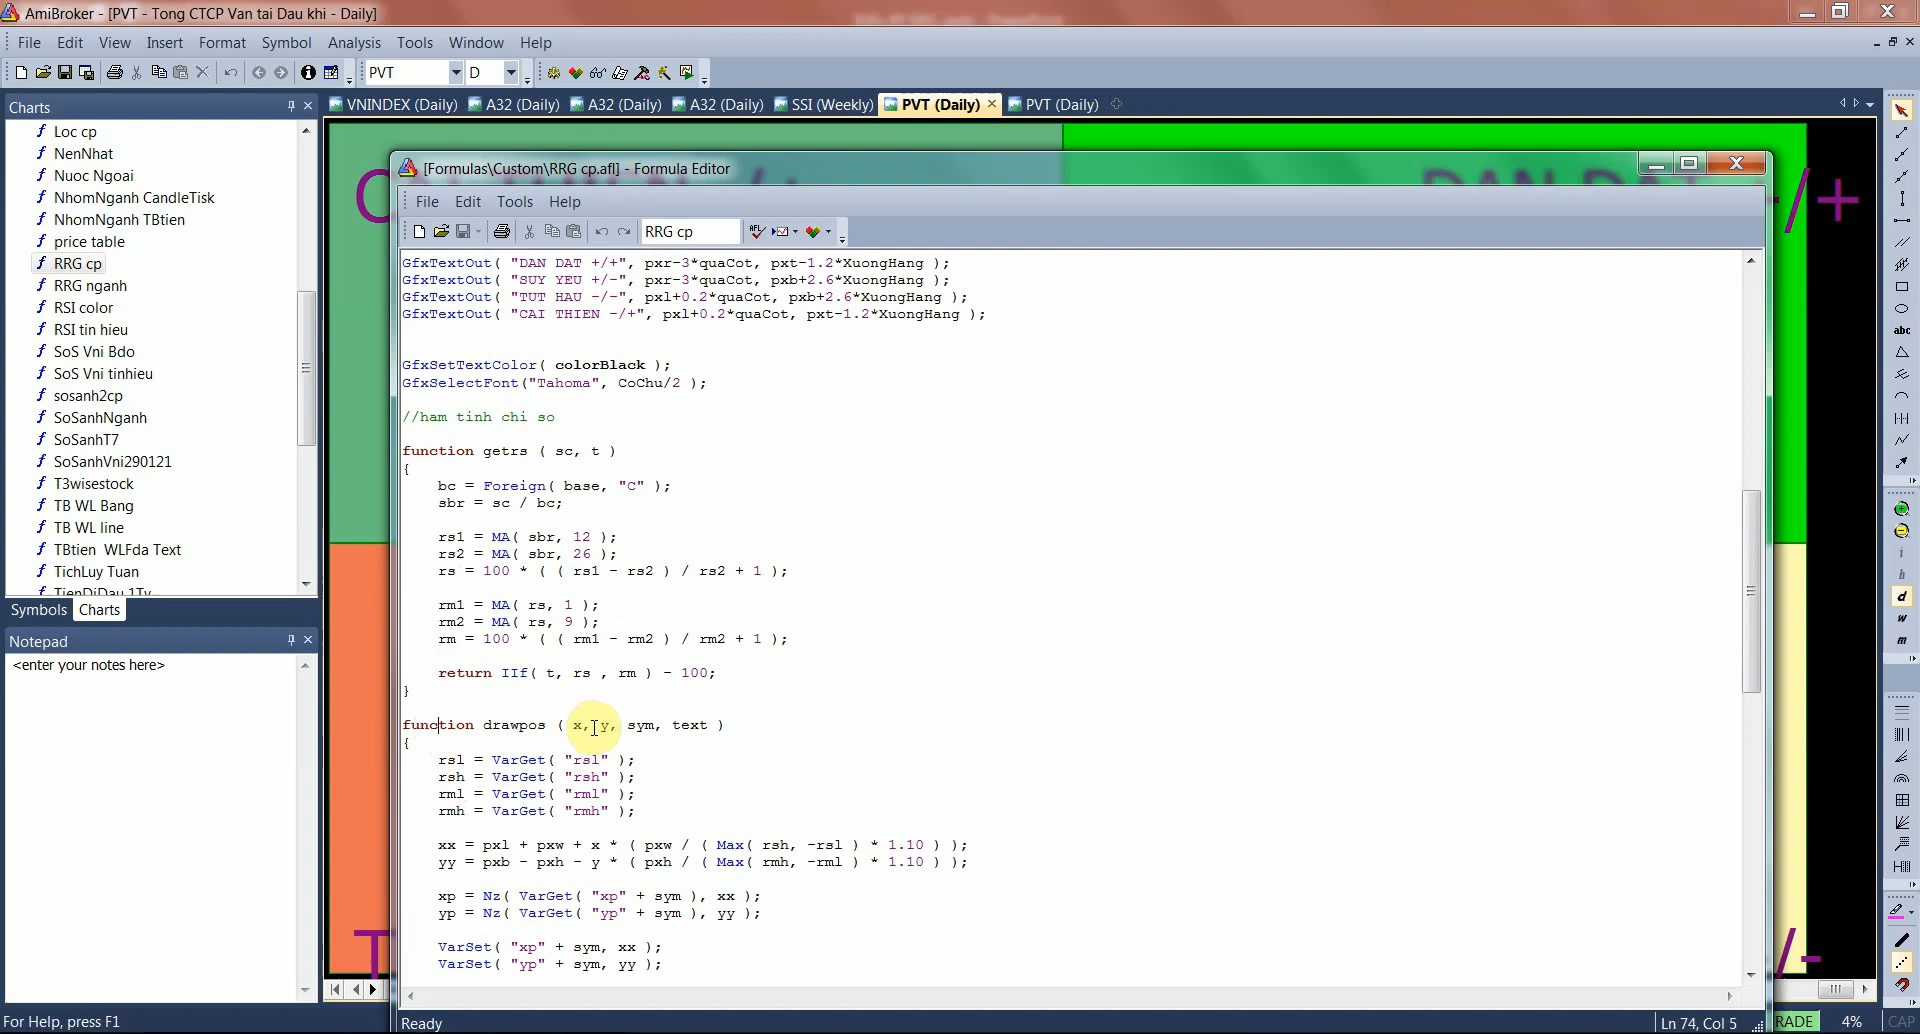 AmiBroker - [PVT - Tong CTCP Van tai Dau khi - Daily]
File Edit View Insert Format Symbol Analysis Tools Window Help
PVT D
Charts
VNINDEX (Daily) A32 (Daily) A32 (Daily) A32 (Daily) SSI (Weekly) PVT (Daily) PVT (Daily)
Loc cp
NenNhat
Nuoc Ngoai
NhomNganh CandleTisk
NhomNganh TBtien
price table
RRG cp
RRG nganh
RSI color
RSI tin hieu
SoS Vni Bdo
SoS Vni tinhieu
sosanh2cp
SoSanhNganh
SoSanhT7
SoSanhVni290121
T3wisestock
TB WL Bang
TB WL line
TBtien WLFda Text
TichLuy Tuan
TienDiDau 1Ty
Symbols Charts
Notepad
<enter your notes here>
For Help, press F1
[Formulas\Custom\RRG cp.afl] - Formula Editor
File Edit Tools Help
RRG cp
GfxTextOut( "DAN DAT +/+", pxr-3*quaCot, pxt-1.2*XuongHang );
GfxTextOut( "SUY YEU +/-", pxr-3*quaCot, pxb+2.6*XuongHang );
GfxTextOut( "TUT HAU -/-", pxl+0.2*quaCot, pxb+2.6*XuongHang );
GfxTextOut( "CAI THIEN -/+", pxl+0.2*quaCot, pxt-1.2*XuongHang );
GfxSetTextColor( colorBlack );
GfxSelectFont("Tahoma", CoChu/2 );
//ham tinh chi so
function getrs ( sc, t )
{
bc = Foreign( base, "C" );
sbr = sc / bc;
rs1 = MA( sbr, 12 );
rs2 = MA( sbr, 26 );
rs = 100 * ( ( rs1 - rs2 ) / rs2 + 1 );
rm1 = MA( rs, 1 );
rm2 = MA( rs, 9 );
rm = 100 * ( ( rm1 - rm2 ) / rm2 + 1 );
return IIf( t, rs , rm ) - 100;
}
function drawpos ( x, y, sym, text )
{
rsl = VarGet( "rsl" );
rsh = VarGet( "rsh" );
rml = VarGet( "rml" );
rmh = VarGet( "rmh" );
xx = pxl + pxw + x * ( pxw / ( Max( rsh, -rsl ) * 1.10 ) );
yy = pxb - pxh - y * ( pxh / ( Max( rmh, -rml ) * 1.10 ) );
xp = Nz( VarGet( "xp" + sym ), xx );
yp = Nz( VarGet( "yp" + sym ), yy );
VarSet( "xp" + sym, xx );
VarSet( "yp" + sym, yy );
Ready
Ln 74, Col 5
RADE 4% CAP
abc
d
w
m